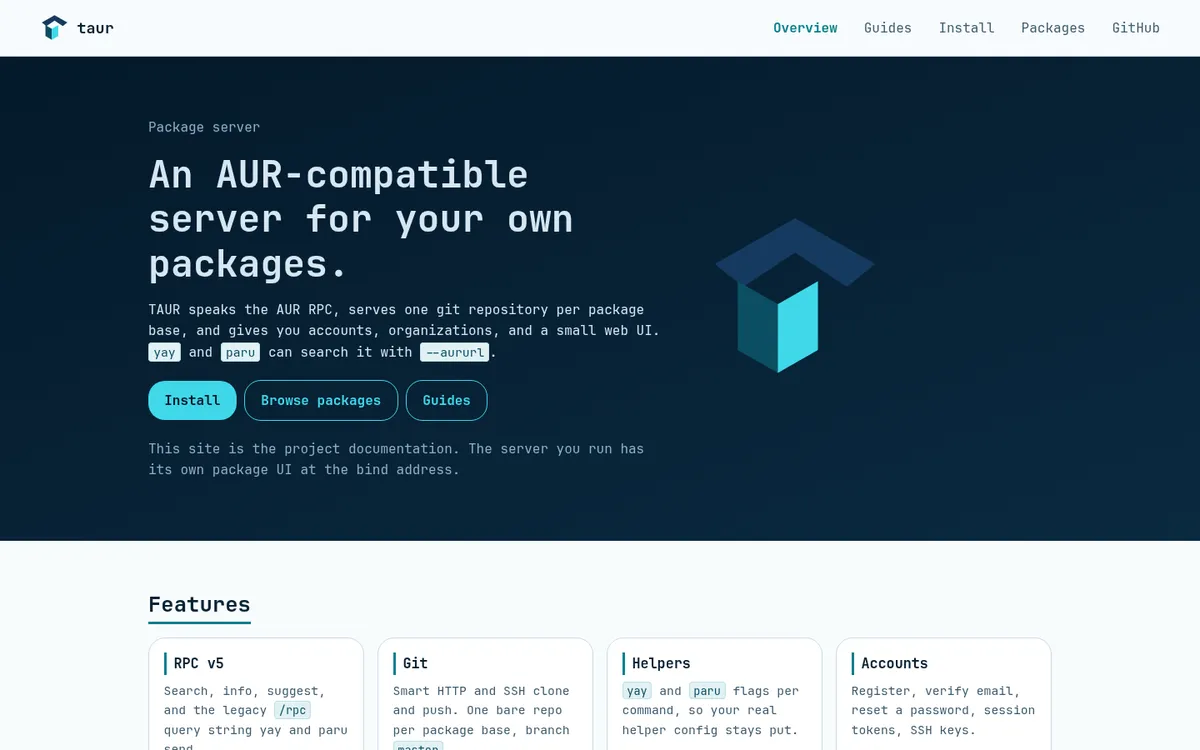 taur
Overview Guides Install Packages GitHub
Package server
An AUR-compatible
server for your own
packages.
TAUR speaks the AUR RPC, serves one git repository per package
base, and gives you accounts, organizations, and a small web UI.
yay and paru can search it with --aururl.
Install Browse packages Guides
This site is the project documentation. The server you run has
its own package UI at the bind address.
Features
RPC v5
Search, info, suggest,
and the legacy /rpc
query string yay and paru
send.
Git
Smart HTTP and SSH clone
and push. One bare repo
per package base, branch
master
Helpers
yay and paru flags per
command, so your real
helper config stays put.
Accounts
Register, verify email,
reset a password, session
tokens, SSH keys.